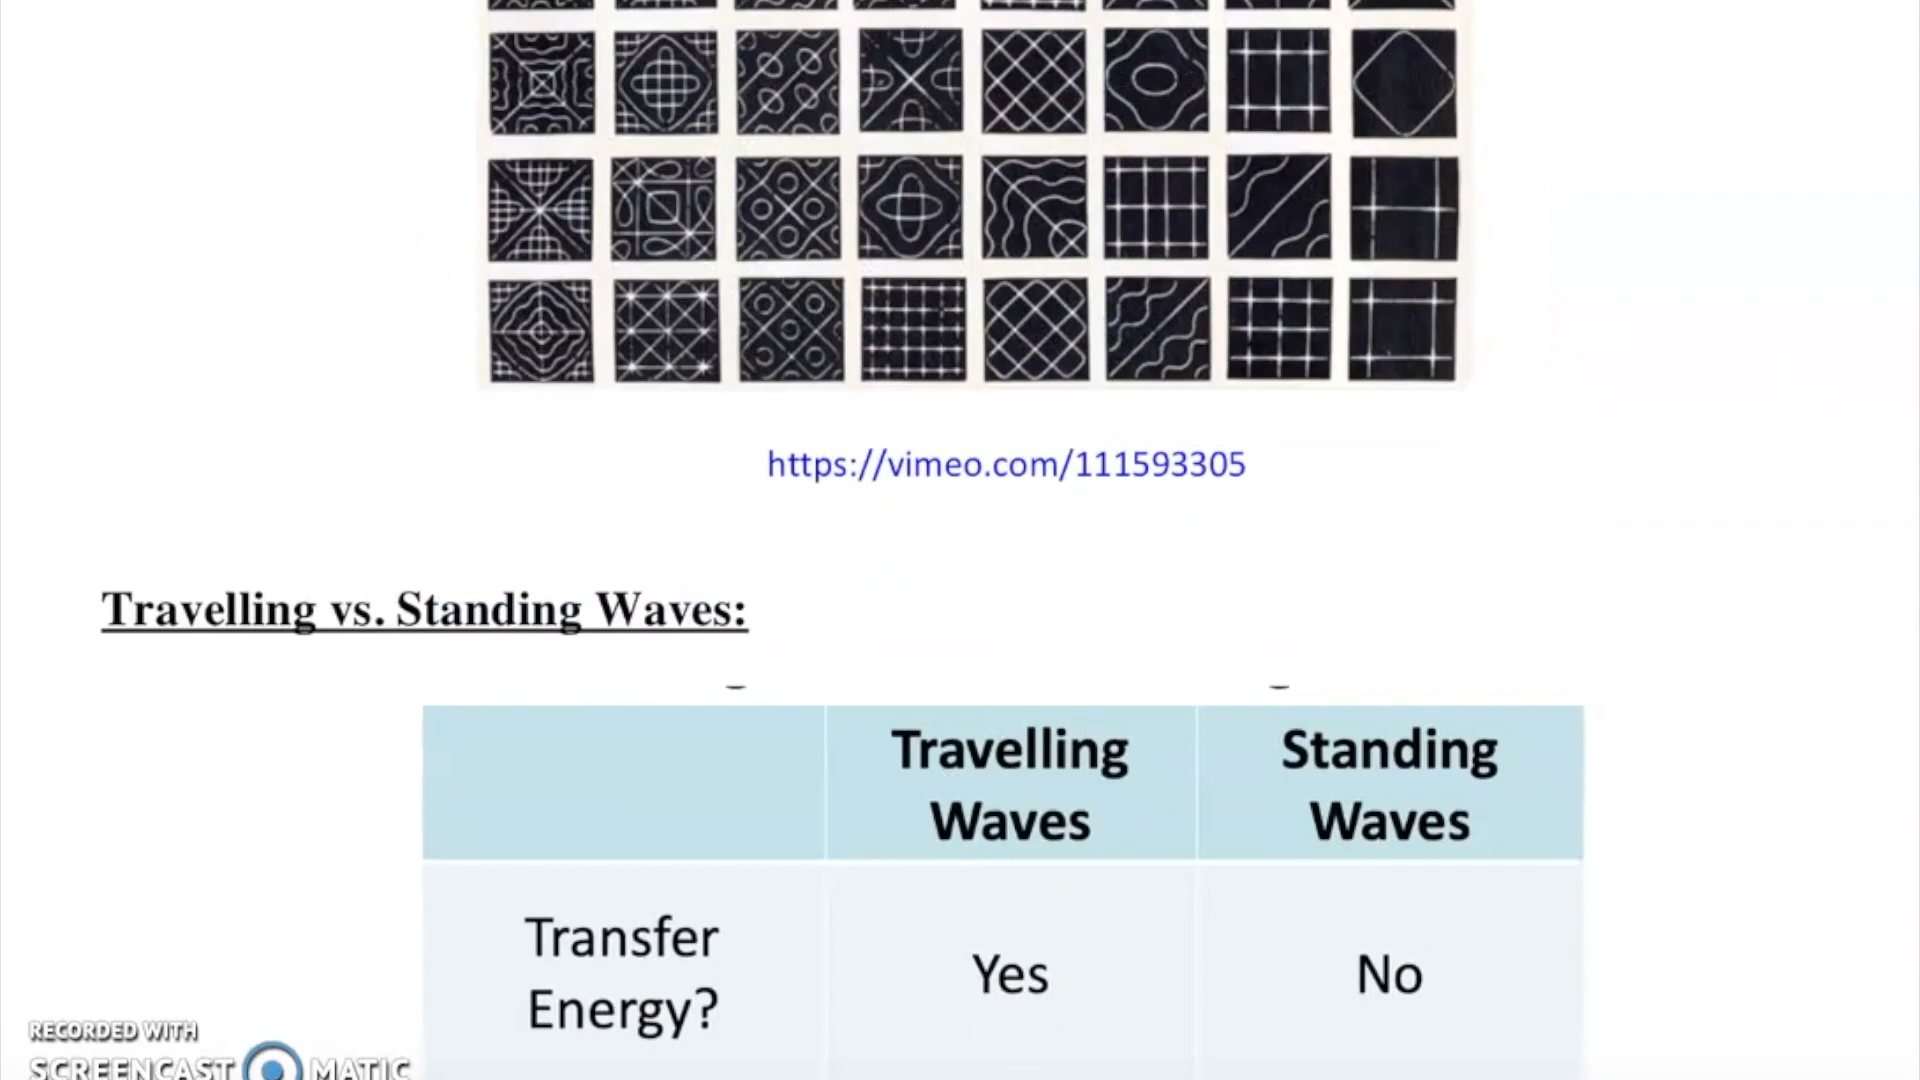 https://vimeo.com/111593305
Travelling vs. Standing Waves:
Travelling
Waves
Standing
Waves
Transfer
Energy?
Yes
No
RECORDED WITH
SCREENCAST MATIC